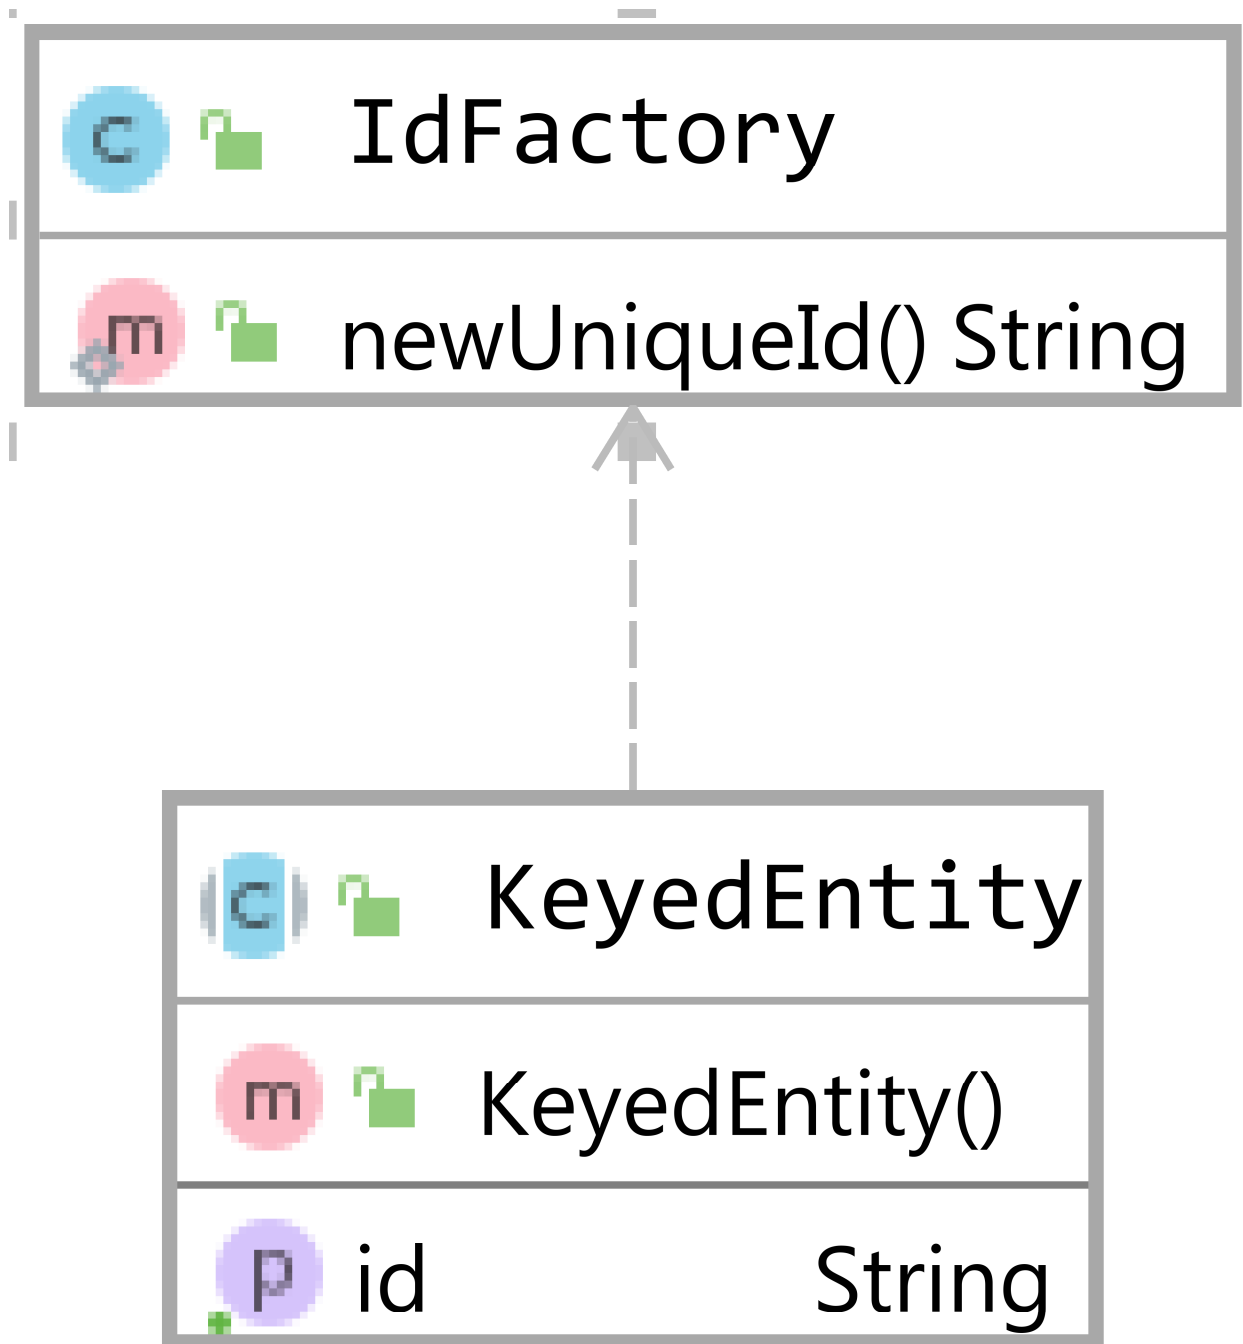 C IdFactory
m newUniqueId() String
C KeyedEntity
m KeyedEntity()
p id String